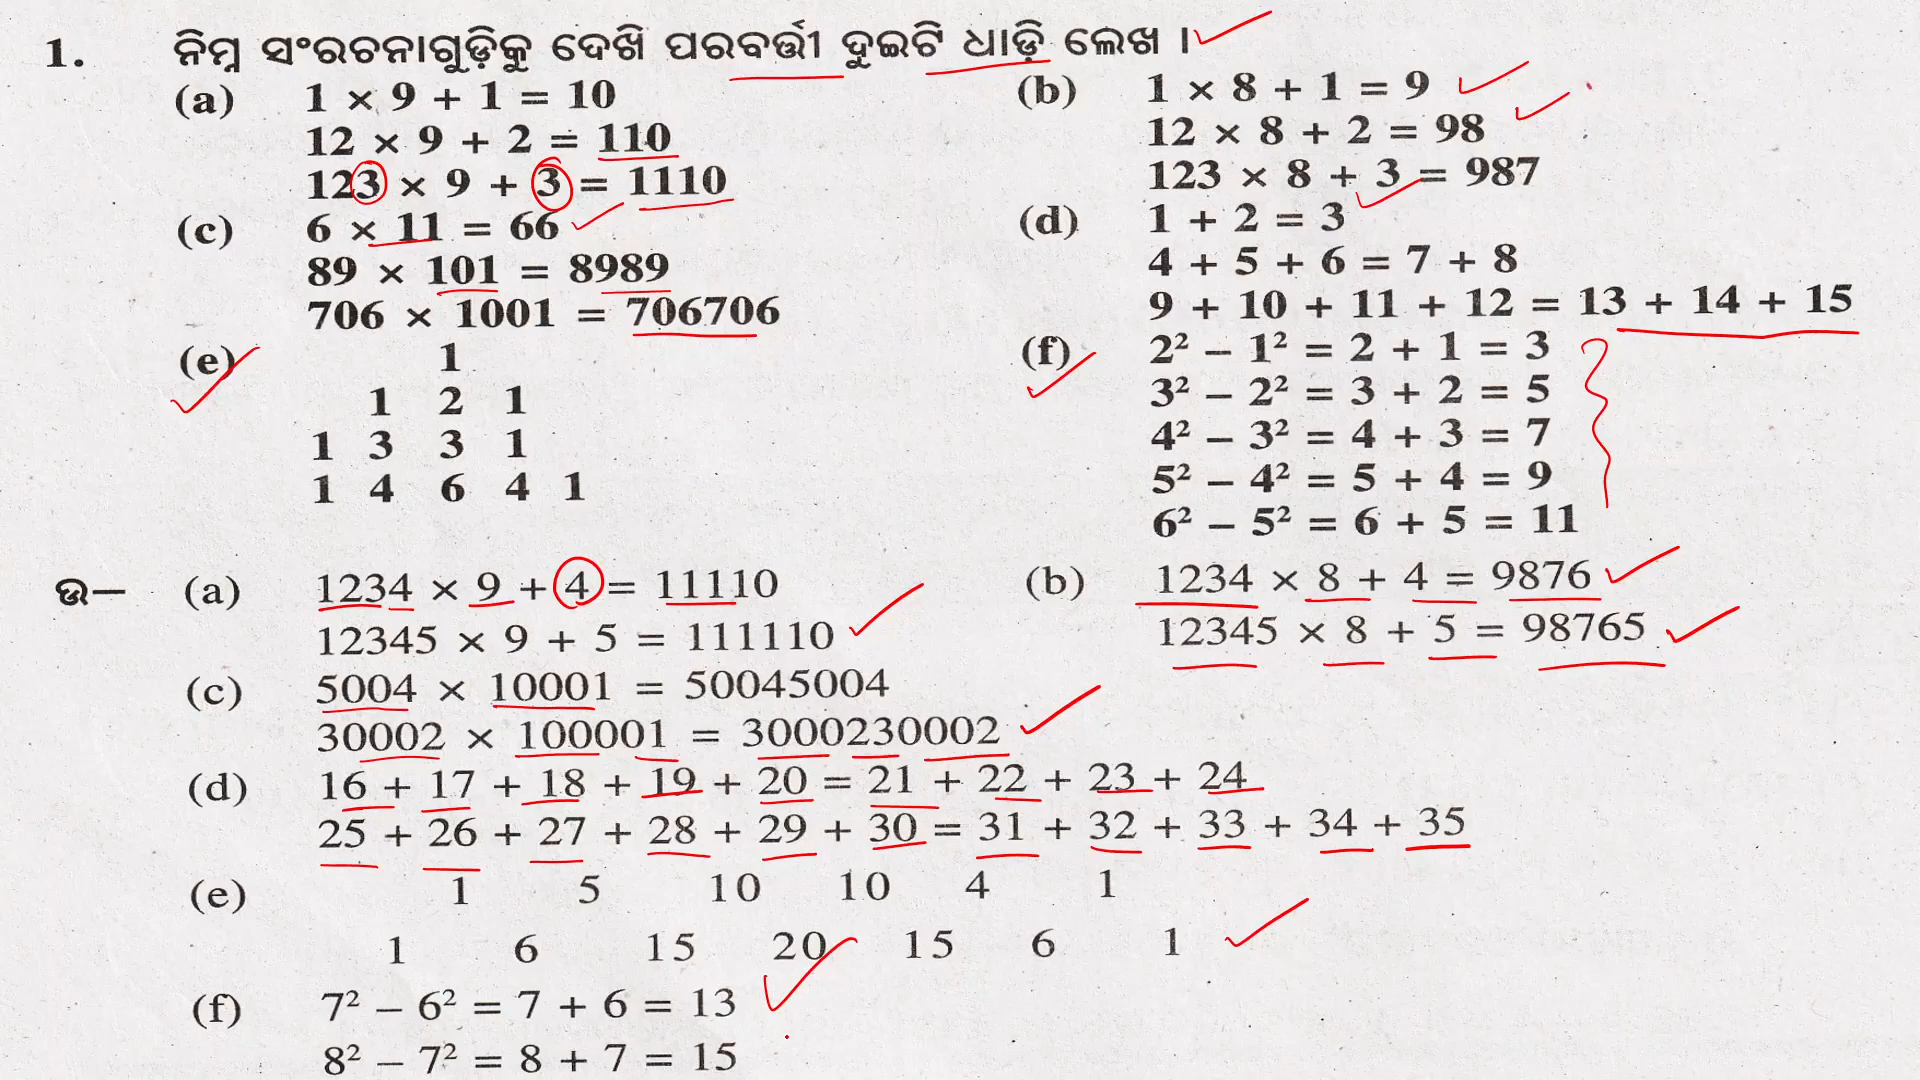 1. ନିମ୍ନ ସଂରଚନାଗୁଡ଼ିକୁ ଦେଖି ପରବର୍ତ୍ତୀ ଦୁଇଟି ଧାଡ଼ି ଲେଖ ।
(a) 1 × 9 + 1 = 10
12 × 9 + 2 = 110
123 × 9 + 3 = 1110
(b) 1 × 8 + 1 = 9
12 × 8 + 2 = 98
123 × 8 + 3 = 987
(c) 6 × 11 = 66
89 × 101 = 8989
706 × 1001 = 706706
(d) 1 + 2 = 3
4 + 5 + 6 = 7 + 8
9 + 10 + 11 + 12 = 13 + 14 + 15
(e) 1
1 2 1
1 3 3 1
1 4 6 4 1
(f) 2² – 1² = 2 + 1 = 3
3² – 2² = 3 + 2 = 5
4² – 3² = 4 + 3 = 7
5² – 4² = 5 + 4 = 9
6² – 5² = 6 + 5 = 11
ଉ— (a) 1234 × 9 + 4 = 11110
12345 × 9 + 5 = 111110
(b) 1234 × 8 + 4 = 9876
12345 × 8 + 5 = 98765
(c) 5004 × 10001 = 50045004
30002 × 100001 = 3000230002
(d) 16 + 17 + 18 + 19 + 20 = 21 + 22 + 23 + 24
25 + 26 + 27 + 28 + 29 + 30 = 31 + 32 + 33 + 34 + 35
(e) 1 5 10 10 4 1
1 6 15 20 15 6 1
(f) 7² – 6² = 7 + 6 = 13
8² – 7² = 8 + 7 = 15